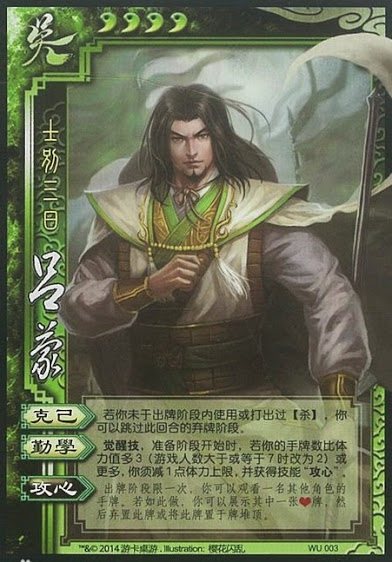 吴
士别三日
吕蒙
克己
若你未于出牌阶段内使用或打出过【杀】，你
可以跳过此回合的弃牌阶段。
勤學
觉醒技，准备阶段开始时，若你的手牌数比体
力值多3（游戏人数大于或等于7时改为2）或
更多，你须减1点体力上限，并获得技能“攻心”。
攻心
出牌阶段限一次，你可以观看一名其他角色的
手牌。若如此做，你可以展示其中一张❤牌，然
后弃置此牌或将此牌置于牌堆顶。
™&© 2014 游卡桌游 . Illustration: 樱花闪乱
WU 003